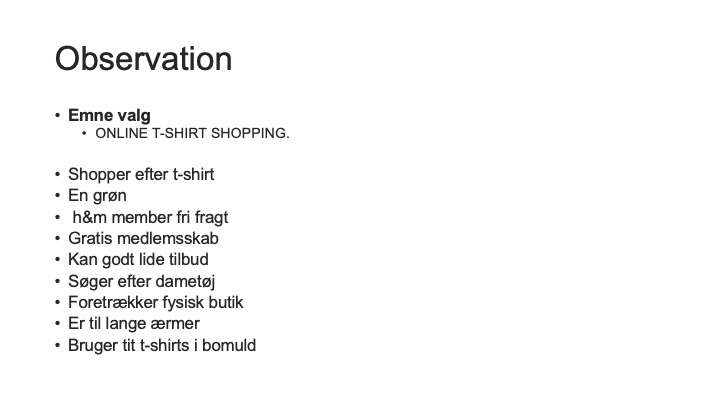 Observation
• Emne valg
• ONLINE T-SHIRT SHOPPING.
• Shopper efter t-shirt
• En grøn
• h&m member fri fragt
• Gratis medlemsskab
• Kan godt lide tilbud
• Søger efter dametøj
• Foretrækker fysisk butik
• Er til lange ærmer
• Bruger tit t-shirts i bomuld